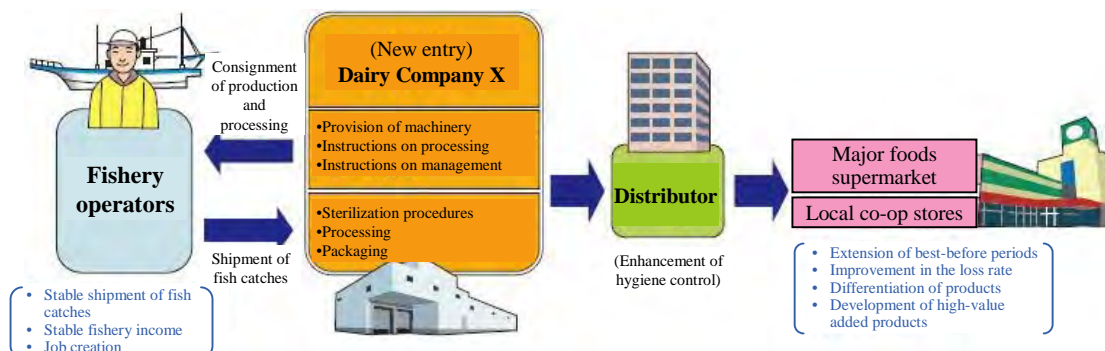 Consignment
of production
and
processing
Fishery
operators
Shipment of
fish catches
• Stable shipment of fish
catches
• Stable fishery income
• Job creation
(New entry)
Dairy Company X
•Provision of machinery
•Instructions on processing
•Instructions on management
•Sterilization procedures
•Processing
•Packaging
Distributor
(Enhancement of
hygiene control)
Major foods
supermarket
Local co-op stores
• Extension of best-before periods
• Improvement in the loss rate
• Differentiation of products
• Development of high-value
added products